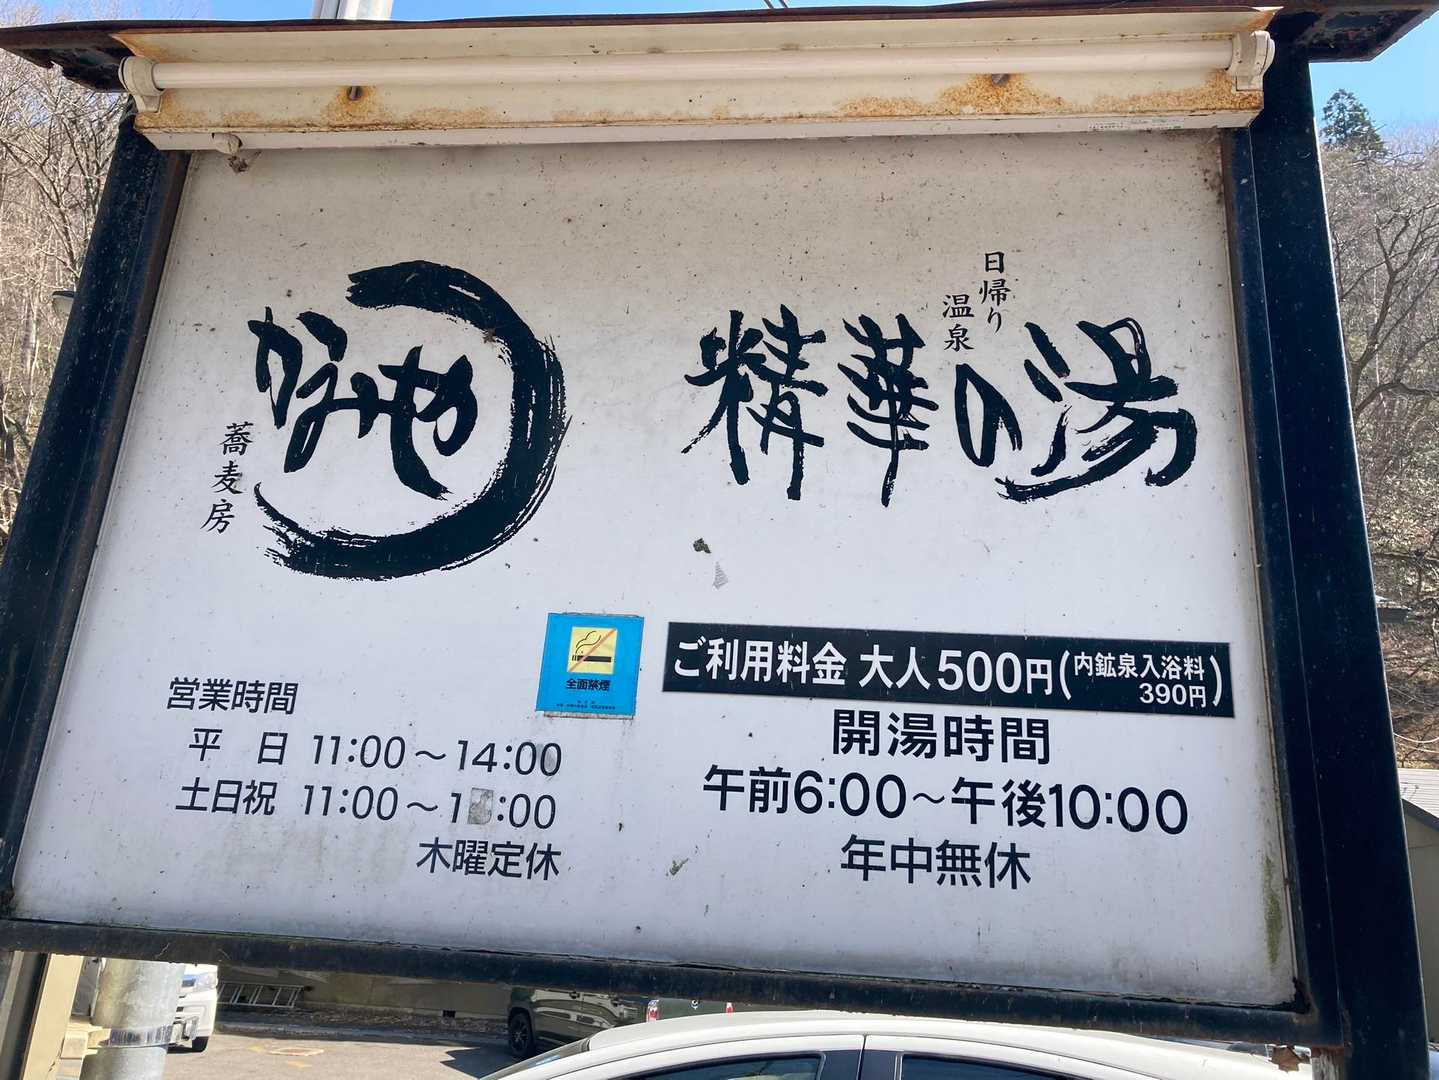 かみや
蕎麦房
営業時間
平 日 11:00～14:00
土日祝 11:00～1 :00
木曜定休
全面禁煙
日帰り
温泉
精華の湯
ご利用料金 大人500円(内鉱泉入浴料
390円)
開湯時間
午前6:00～午後10:00
年中無休